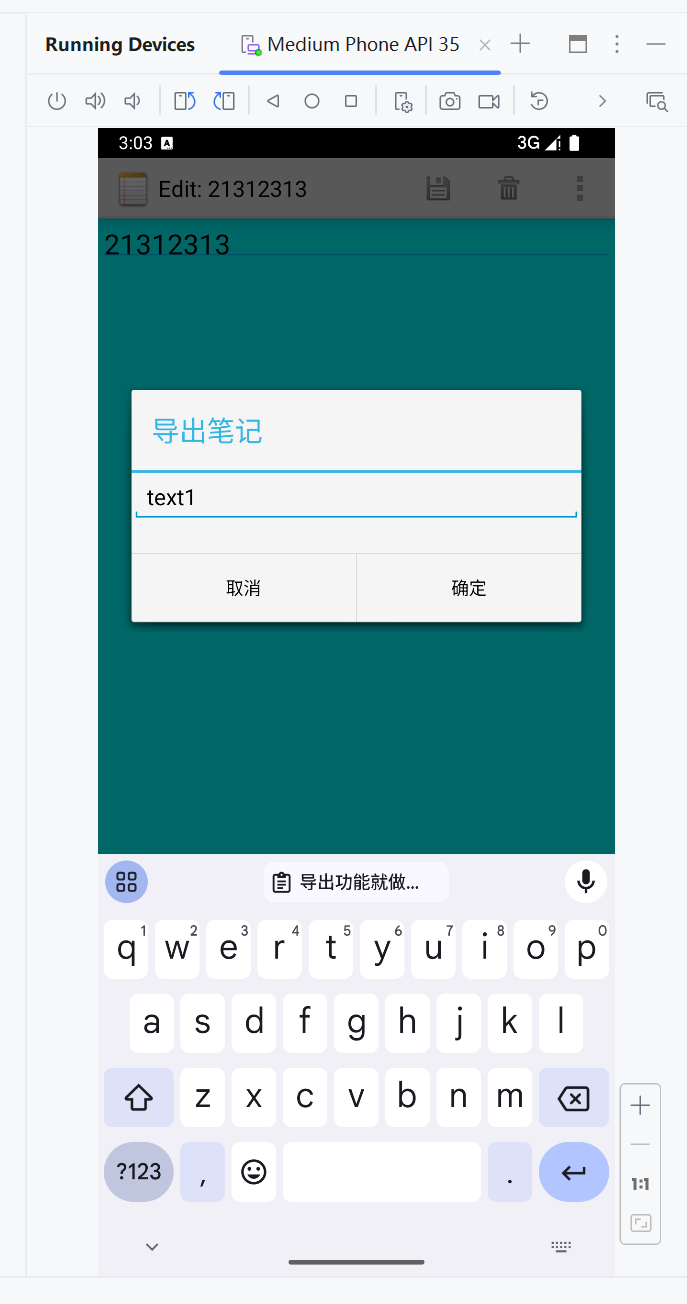 Running Devices
Medium Phone API 35
3:03 A
3G
Edit: 21312313
21312313
导出笔记
text1
取消
确定
导出功能就做...
q1 w2 e3 r4 t5 y6 u7 i8 o9 p0
a s d f g h j k l
z x c v b n m
?123 , .
1:1